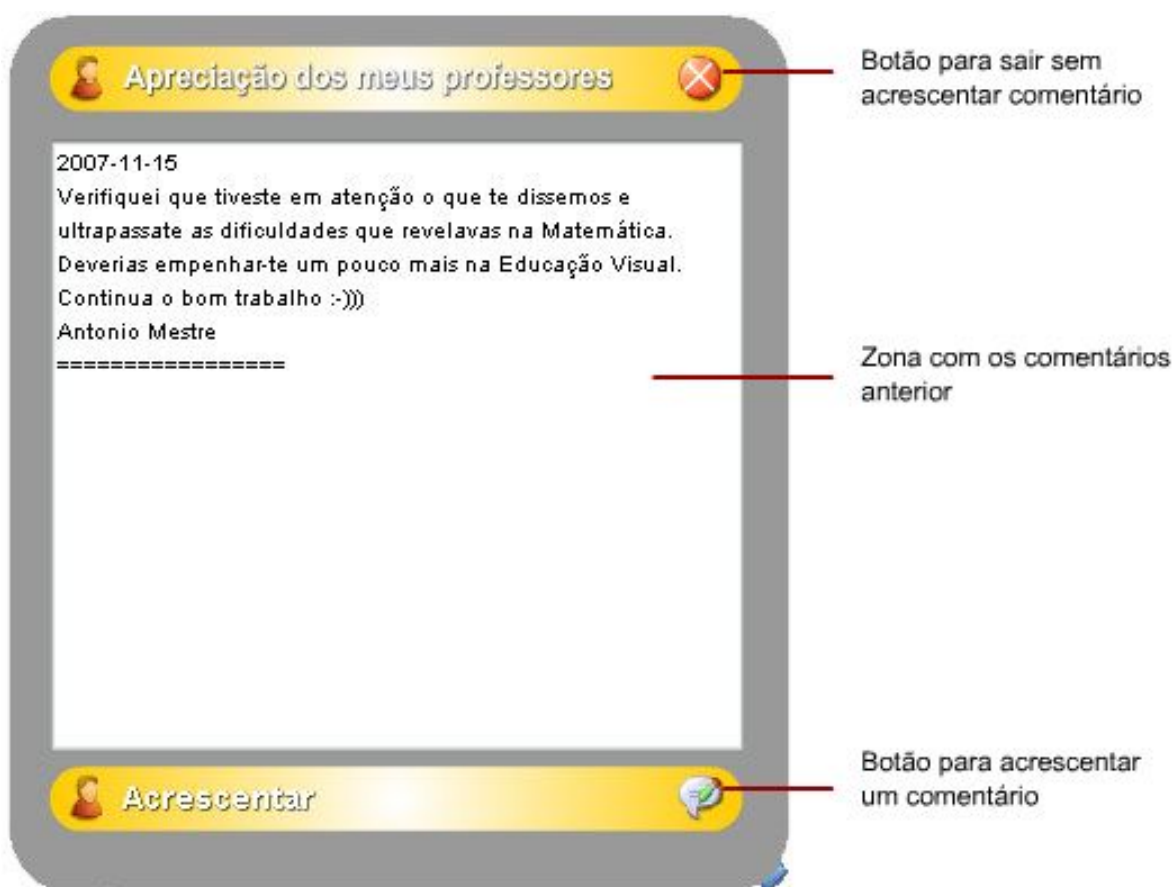 Apreciação dos meus professores
Botão para sair sem
acrescentar comentário
2007-11-15
Verifiquei que tiveste em atenção o que te dissemos e
ultrapassate as dificuldades que revelavas na Matemática.
Deverias empenhar-te um pouco mais na Educação Visual.
Continua o bom trabalho :-)))
Antonio Mestre
=================
Zona com os comentários
anterior
Acrescentar
Botão para acrescentar
um comentário